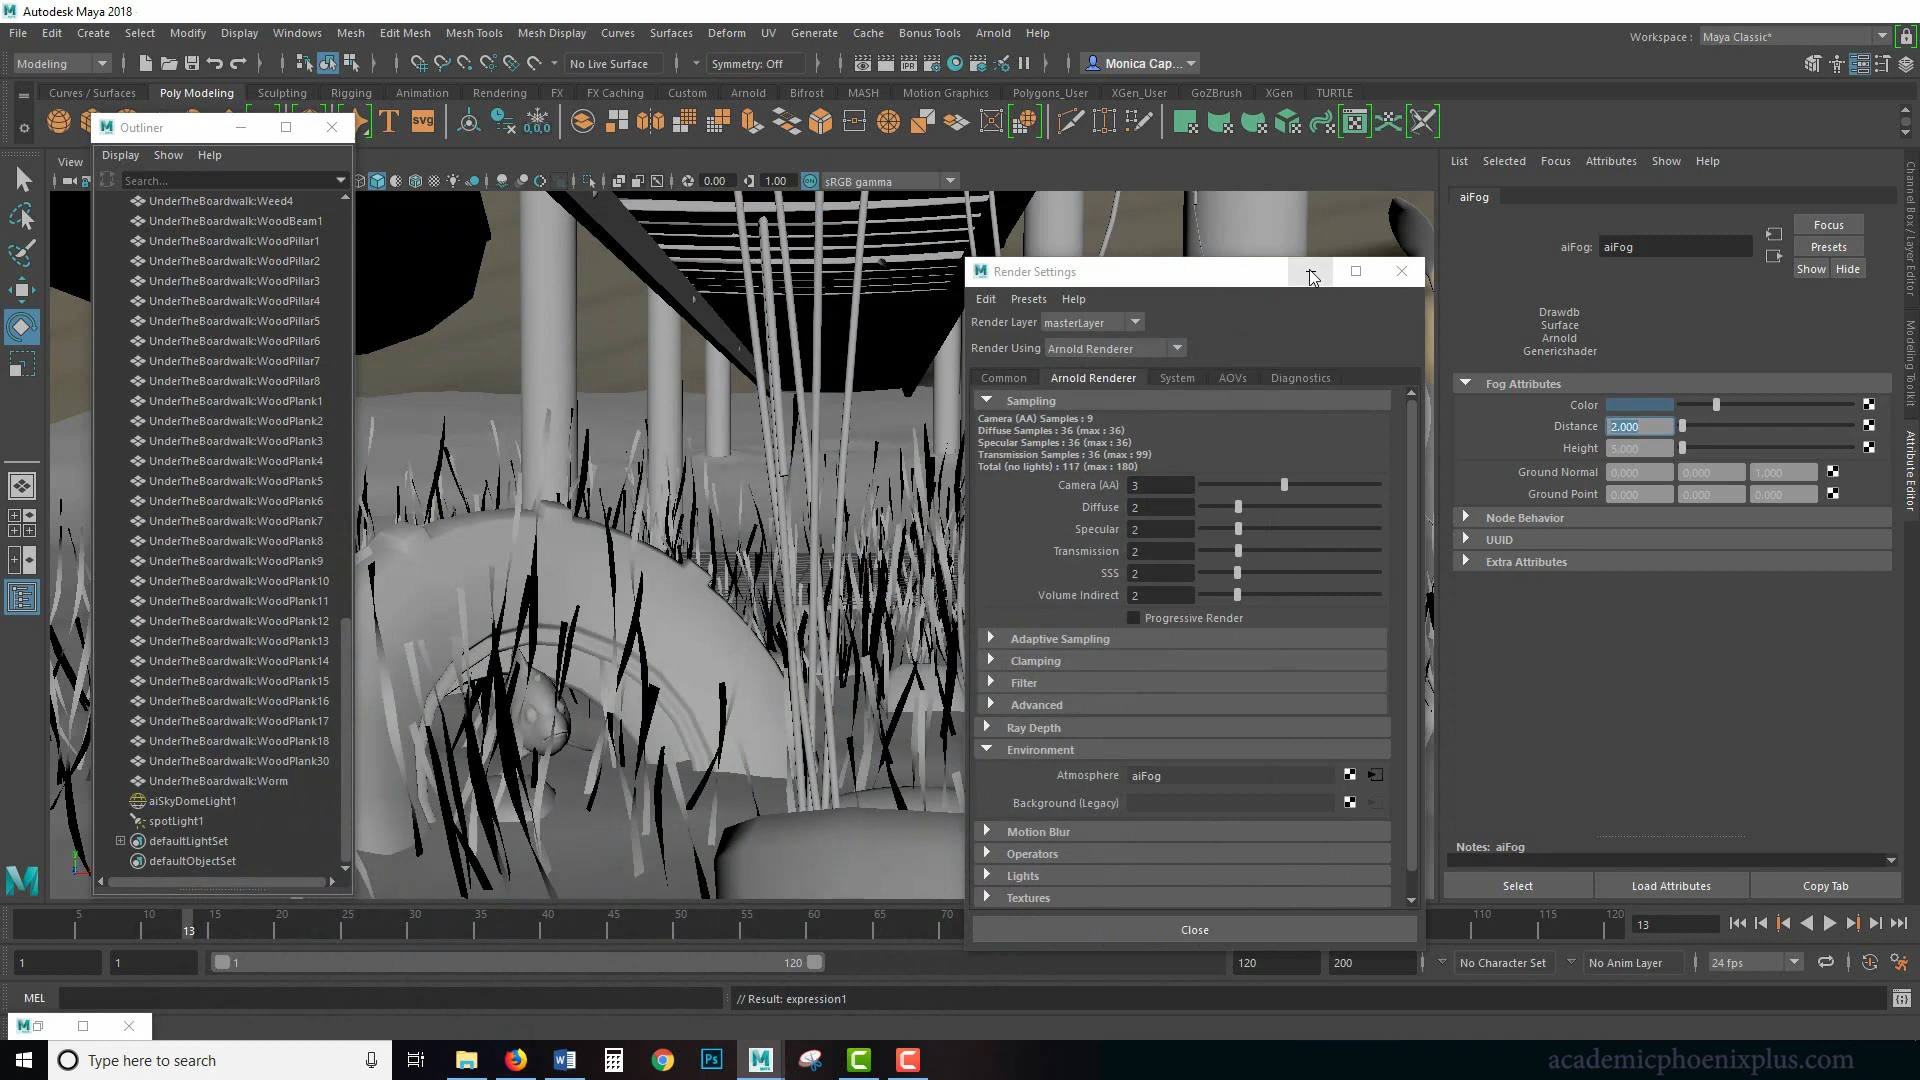 Autodesk Maya 2018
File Edit Create Select Modify Display Windows Mesh Edit Mesh Mesh Tools Mesh Display Curves Surfaces Deform UV Generate Cache Bonus Tools Arnold Help
Workspace : Maya Classic*
Modeling No Live Surface Symmetry: Off Monica Cap...
Curves / Surfaces Poly Modeling Sculpting Rigging Animation Rendering FX FX Caching Custom Arnold Bifrost MASH Motion Graphics Polygons_User XGen_User GoZBrush XGen TURTLE
svg
0,0,0
Outliner
Display Show Help
Search...
View
0.00 1.00 sRGB gamma
UnderTheBoardwalk:Weed4
UnderTheBoardwalk:WoodBeam1
UnderTheBoardwalk:WoodPillar1
UnderTheBoardwalk:WoodPillar2
UnderTheBoardwalk:WoodPillar3
UnderTheBoardwalk:WoodPillar4
UnderTheBoardwalk:WoodPillar5
UnderTheBoardwalk:WoodPillar6
UnderTheBoardwalk:WoodPillar7
UnderTheBoardwalk:WoodPillar8
UnderTheBoardwalk:WoodPlank1
UnderTheBoardwalk:WoodPlank2
UnderTheBoardwalk:WoodPlank3
UnderTheBoardwalk:WoodPlank4
UnderTheBoardwalk:WoodPlank5
UnderTheBoardwalk:WoodPlank6
UnderTheBoardwalk:WoodPlank7
UnderTheBoardwalk:WoodPlank8
UnderTheBoardwalk:WoodPlank9
UnderTheBoardwalk:WoodPlank10
UnderTheBoardwalk:WoodPlank11
UnderTheBoardwalk:WoodPlank12
UnderTheBoardwalk:WoodPlank13
UnderTheBoardwalk:WoodPlank14
UnderTheBoardwalk:WoodPlank15
UnderTheBoardwalk:WoodPlank16
UnderTheBoardwalk:WoodPlank17
UnderTheBoardwalk:WoodPlank18
UnderTheBoardwalk:WoodPlank30
UnderTheBoardwalk:Worm
aiSkyDomeLight1
spotLight1
defaultLightSet
defaultObjectSet
Render Settings
Edit Presets Help
Render Layer masterLayer
Render Using Arnold Renderer
Common Arnold Renderer System AOVs Diagnostics
Sampling
Camera (AA) Samples : 9
Diffuse Samples : 36 (max : 36)
Specular Samples : 36 (max : 36)
Transmission Samples : 36 (max : 99)
Total (no lights) : 117 (max : 180)
Camera (AA) 3
Diffuse 2
Specular 2
Transmission 2
SSS 2
Volume Indirect 2
Progressive Render
Adaptive Sampling
Clamping
Filter
Advanced
Ray Depth
Environment
Atmosphere aiFog
Background (Legacy)
Motion Blur
Operators
Lights
Textures
Close
List Selected Focus Attributes Show Help
aiFog
aiFog: aiFog
Focus
Presets
Show Hide
Drawdb
Surface
Arnold
Genericshader
Fog Attributes
Color
Distance 2.000
Height 5.000
Ground Normal 0.000 0.000 1.000
Ground Point 0.000 0.000 0.000
Node Behavior
UUID
Extra Attributes
Notes: aiFog
Select Load Attributes Copy Tab
Channel Box / Layer Editor
Modeling Toolkit
Attribute Editor
5 10 15 20 25 30 35 40 45 50 55 60 65 70 110 115 120
13 13
1 1 1 120 120 200 No Character Set No Anim Layer 24 fps
MEL // Result: expression1
Type here to search
academicphoenixplus.com